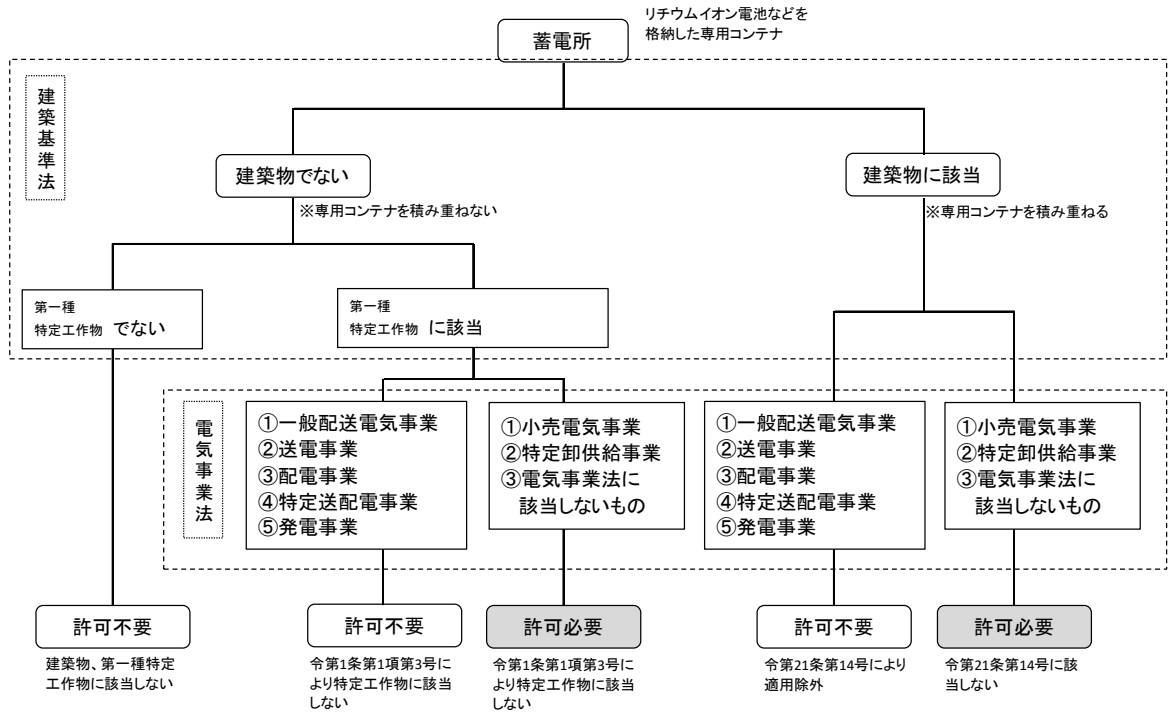 リチウムイオン電池などを
格納した専用コンテナ
蓄電所
建築基準法
建築物でない
建築物に該当
※専用コンテナを積み重ねない
※専用コンテナを積み重ねる
第一種
特定工作物 でない
第一種
特定工作物 に該当
電気事業法
①一般配送電気事業
②送電事業
③配電事業
④特定送配電事業
⑤発電事業
①小売電気事業
②特定卸供給事業
③電気事業法に
該当しないもの
①一般配送電気事業
②送電事業
③配電事業
④特定送配電事業
⑤発電事業
①小売電気事業
②特定卸供給事業
③電気事業法に
該当しないもの
許可不要
建築物、第一種特定
工作物に該当しない
許可不要
令第1条第1項第3号に
より特定工作物に該当
しない
許可必要
令第1条第1項第3号に
より特定工作物に該当
しない
許可不要
令第21条第14号により
適用除外
許可必要
令第21条第14号に該
当しない